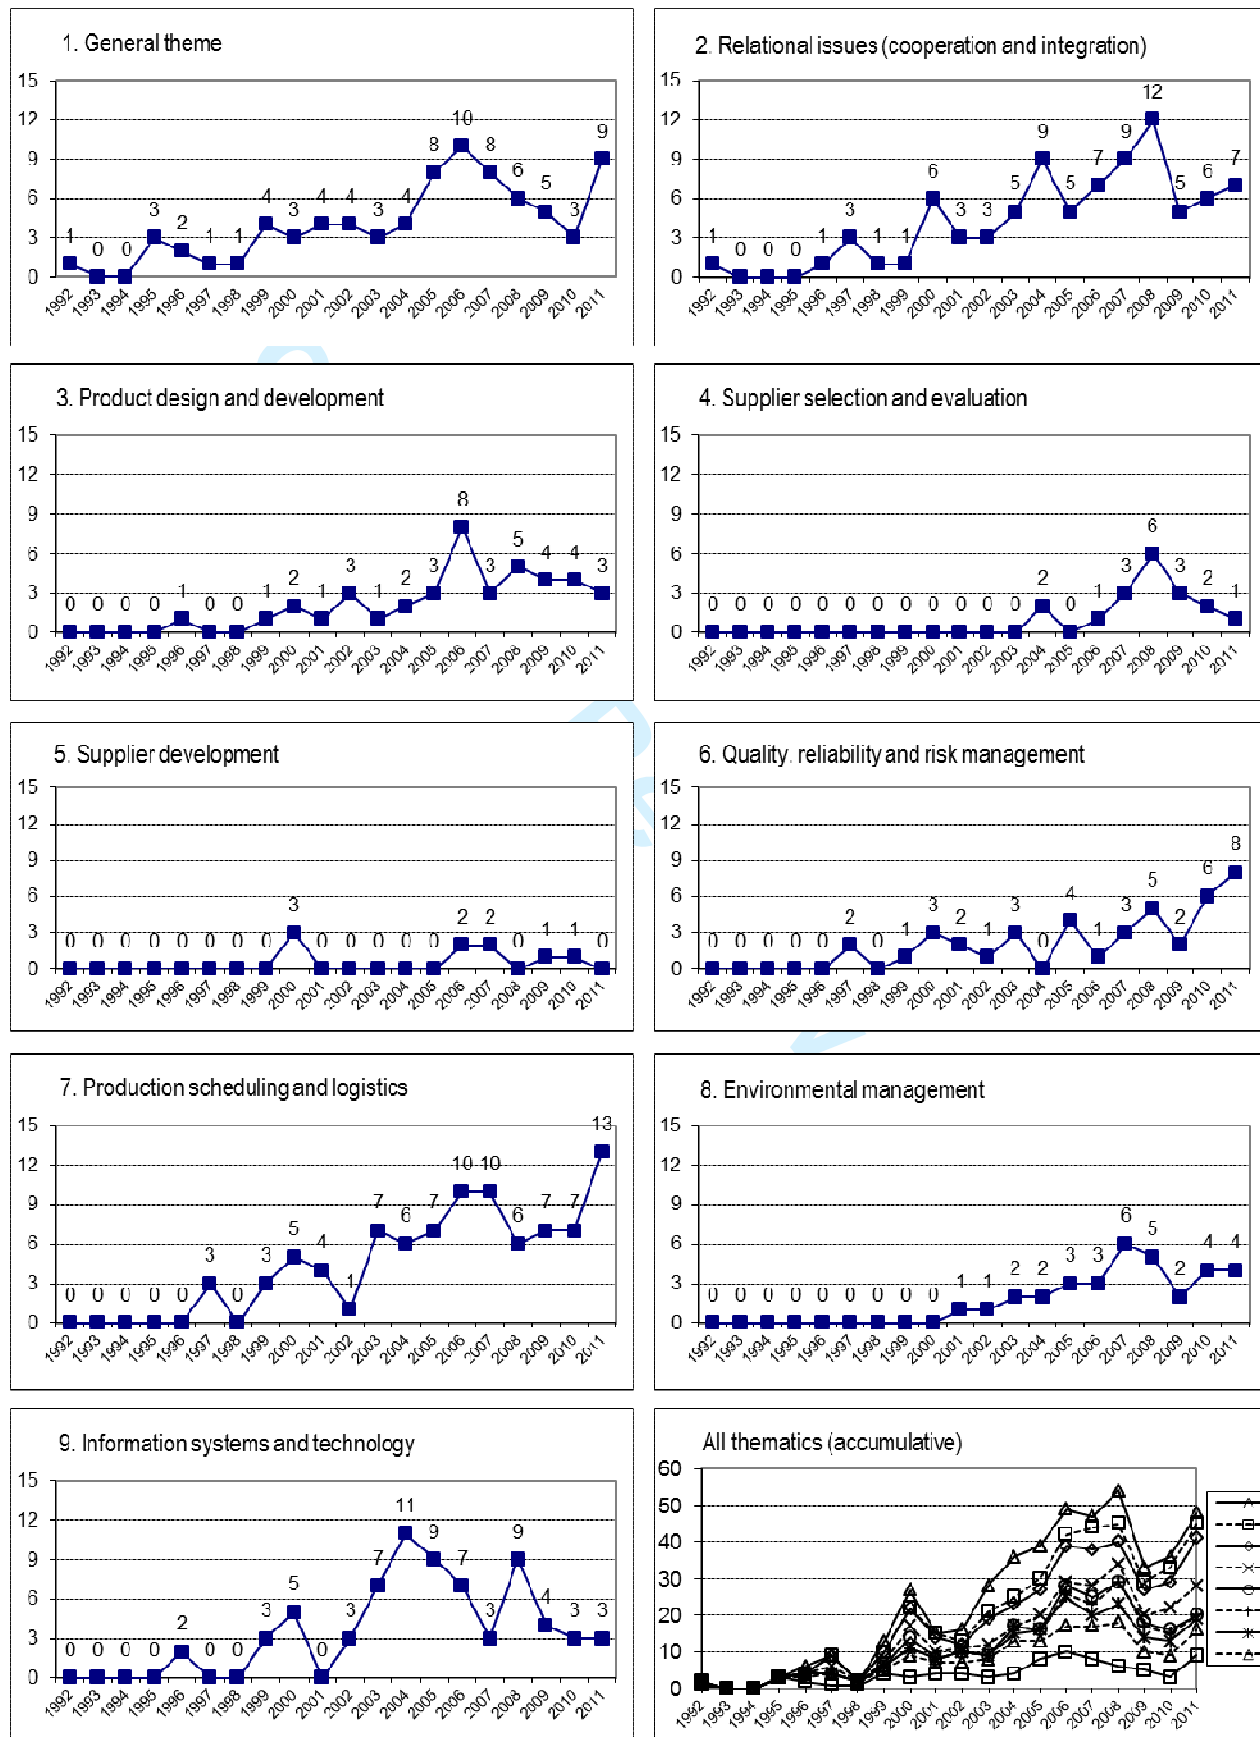 1. General theme
15
12
9
6
3
0
1 0 0 3 2 1 1 4 3 4 4 3 4 8 10 8 6 5 3 9
1992 1993 1994 1995 1996 1997 1998 1999 2000 2001 2002 2003 2004 2005 2006 2007 2008 2009 2010 2011
2. Relational issues (cooperation and integration)
15
12
9
6
3
0
1 0 0 0 1 3 1 1 6 3 3 5 9 5 7 9 12 5 6 7
1992 1993 1994 1995 1996 1997 1998 1999 2000 2001 2002 2003 2004 2005 2006 2007 2008 2009 2010 2011
3. Product design and development
15
12
9
6
3
0
0 0 0 0 1 0 0 1 2 1 3 1 2 3 8 3 5 4 4 3
1992 1993 1994 1995 1996 1997 1998 1999 2000 2001 2002 2003 2004 2005 2006 2007 2008 2009 2010 2011
4. Supplier selection and evaluation
15
12
9
6
3
0
0 0 0 0 0 0 0 0 0 0 0 0 2 0 1 3 6 3 2 1
1992 1993 1994 1995 1996 1997 1998 1999 2000 2001 2002 2003 2004 2005 2006 2007 2008 2009 2010 2011
5. Supplier development
15
12
9
6
3
0
0 0 0 0 0 0 0 0 3 0 0 0 0 0 2 2 0 1 1 0
1992 1993 1994 1995 1996 1997 1998 1999 2000 2001 2002 2003 2004 2005 2006 2007 2008 2009 2010 2011
6. Quality, reliability and risk management
15
12
9
6
3
0
0 0 0 0 0 2 0 1 3 2 1 3 0 4 1 3 5 2 6 8
1992 1993 1994 1995 1996 1997 1998 1999 2000 2001 2002 2003 2004 2005 2006 2007 2008 2009 2010 2011
7. Production scheduling and logistics
15
12
9
6
3
0
0 0 0 0 0 3 0 3 5 4 1 7 6 7 10 10 6 7 7 13
1992 1993 1994 1995 1996 1997 1998 1999 2000 2001 2002 2003 2004 2005 2006 2007 2008 2009 2010 2011
8. Environmental management
15
12
9
6
3
0
0 0 0 0 0 0 0 0 0 1 1 2 2 3 3 6 5 2 4 4
1992 1993 1994 1995 1996 1997 1998 1999 2000 2001 2002 2003 2004 2005 2006 2007 2008 2009 2010 2011
9. Information systems and technology
15
12
9
6
3
0
0 0 0 0 2 0 0 3 5 0 3 7 11 9 7 3 9 4 3 3
1992 1993 1994 1995 1996 1997 1998 1999 2000 2001 2002 2003 2004 2005 2006 2007 2008 2009 2010 2011
All thematics (accumulative)
60
50
40
30
20
10
0
1992 1993 1994 1995 1996 1997 1998 1999 2000 2001 2002 2003 2004 2005 2006 2007 2008 2009 2010 2011